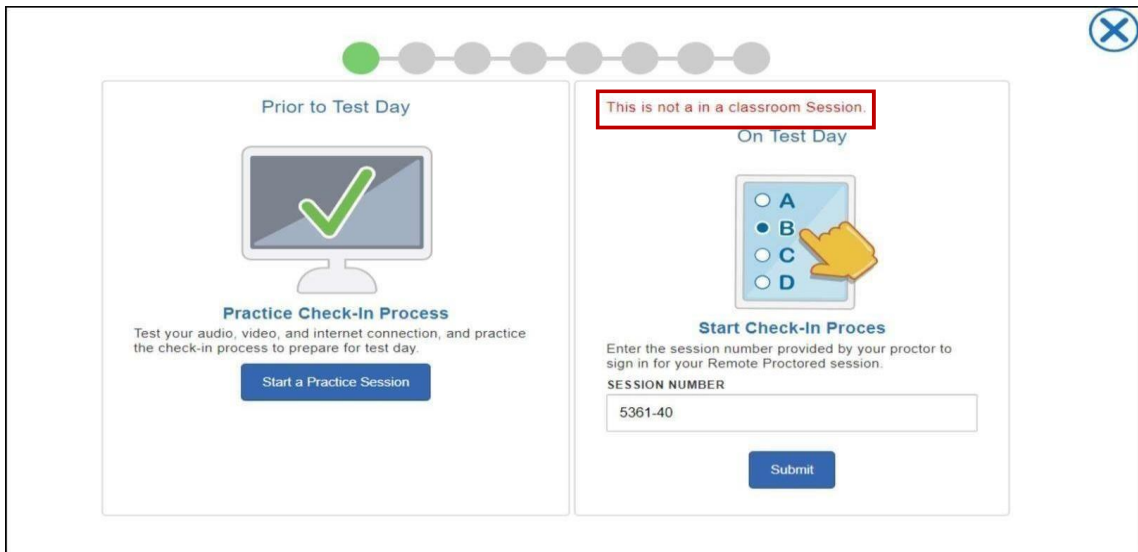 Prior to Test Day
Practice Check-In Process
Test your audio, video, and internet connection, and practice
the check-in process to prepare for test day.
Start a Practice Session
This is not a in a classroom Session.
On Test Day
A
B
C
D
Start Check-In Proces
Enter the session number provided by your proctor to
sign in for your Remote Proctored session.
SESSION NUMBER
5361-40
Submit